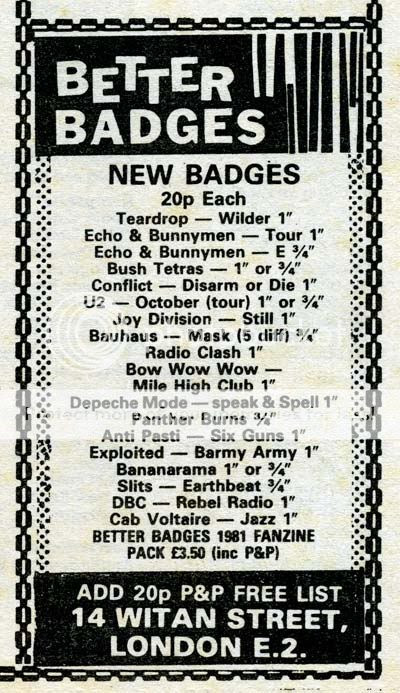 BETTER
BADGES
NEW BADGES
20p Each
Teardrop — Wilder 1"
Echo & Bunnymen — Tour 1"
Echo & Bunnymen — E ¾"
Bush Tetras — 1" or ¾"
Conflict — Disarm or Die 1"
U2 — October (tour) 1" or ¾"
Joy Division — Still 1"
Bauhaus — Mask (5 diff) ¾"
Radio Clash 1"
Bow Wow Wow —
Mile High Club 1"
Depeche Mode — speak & Spell 1"
Panther Burns ¾"
Anti Pasti — Six Guns 1"
Exploited — Barmy Army 1"
Bananarama 1" or ¾"
Slits — Earthbeat ¾"
DBC — Rebel Radio 1"
Cab Voltaire — Jazz 1"
BETTER BADGES 1981 FANZINE
PACK £3.50 (inc P&P)
ADD 20p P&P FREE LIST
14 WITAN STREET,
LONDON E.2.